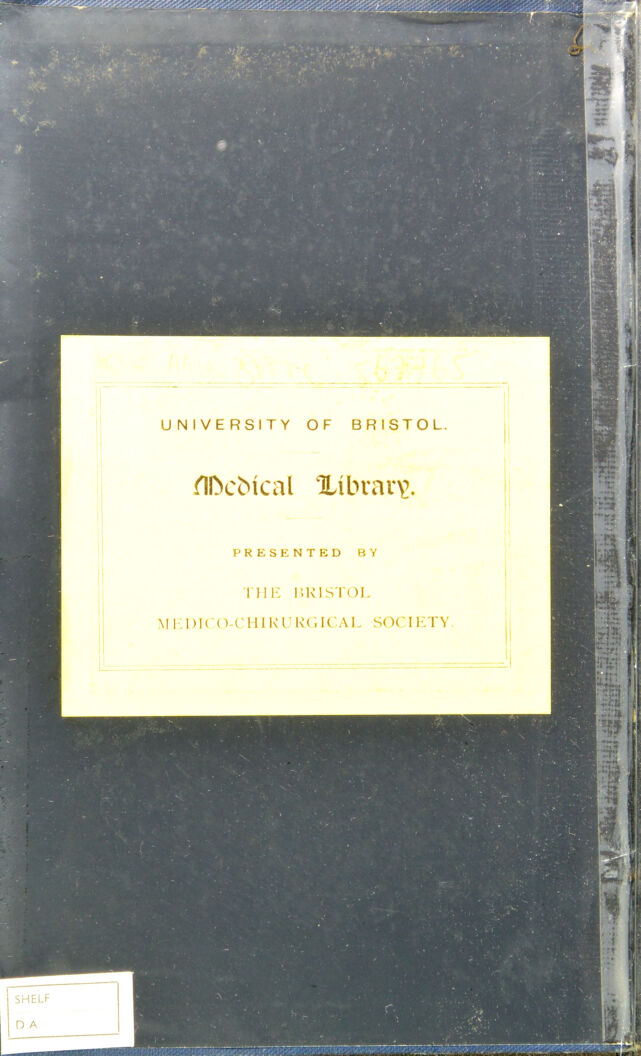 UNIVERSITY OF BRISTOL.
Medical Library.
PRESENTED BY
THE BRISTOL
MEDICO-CHIRURGICAL SOCIETY.
SHELF
D.A.